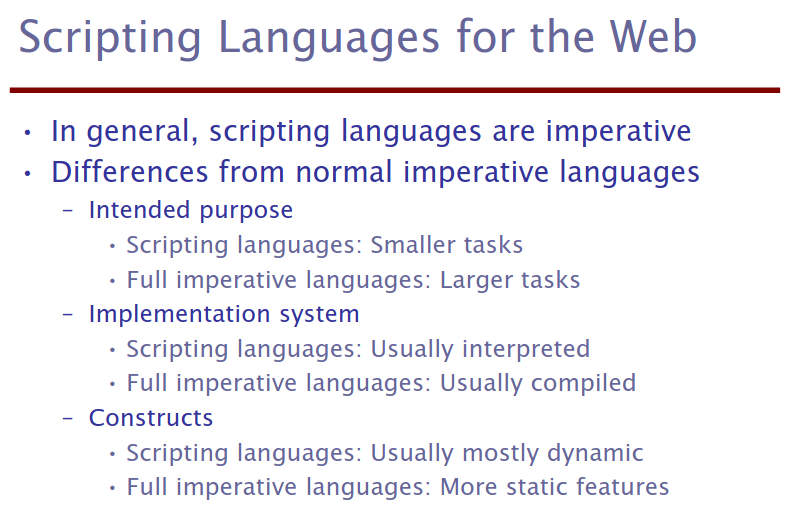 Scripting Languages for the Web
• In general, scripting languages are imperative
• Differences from normal imperative languages
– Intended purpose
• Scripting languages: Smaller tasks
• Full imperative languages: Larger tasks
– Implementation system
• Scripting languages: Usually interpreted
• Full imperative languages: Usually compiled
– Constructs
• Scripting languages: Usually mostly dynamic
• Full imperative languages: More static features